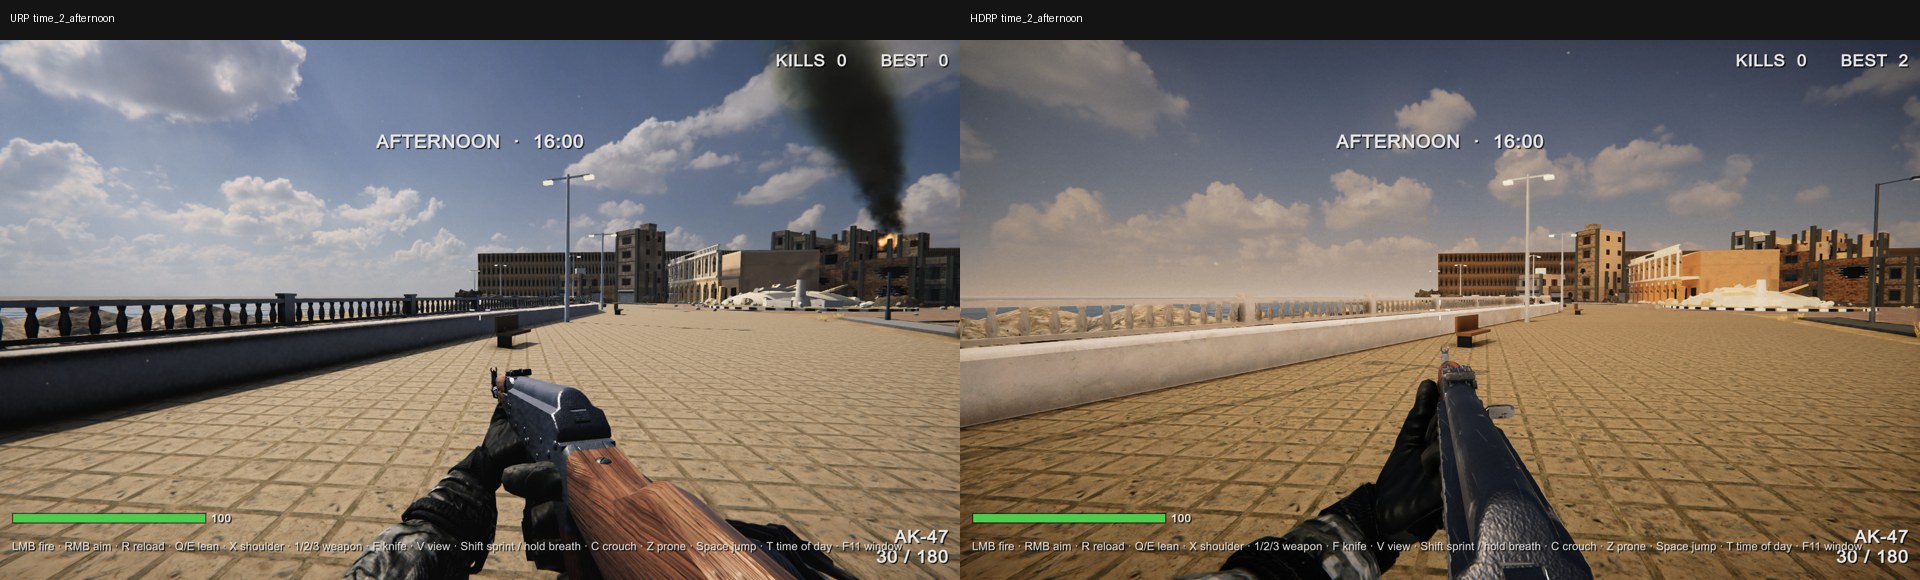 URP time_2_afternoon
HDRP time_2_afternoon
KILLS 0 BEST 0
AFTERNOON · 16:00
100
LMB fire · RMB aim · R reload · Q/E lean · X shoulder · 1/2/3 weapon · F knife · V view · Shift sprint / hold breath · C crouch · Z prone · Space jump · T time of day · F11 window
AK-47
30 / 180
KILLS 0 BEST 2
AFTERNOON · 16:00
100
LMB fire · RMB aim · R reload · Q/E lean · X shoulder · 1/2/3 weapon · F knife · V view · Shift sprint / hold breath · C crouch · Z prone · Space jump · T time of day · F11 window
AK-47
30 / 180